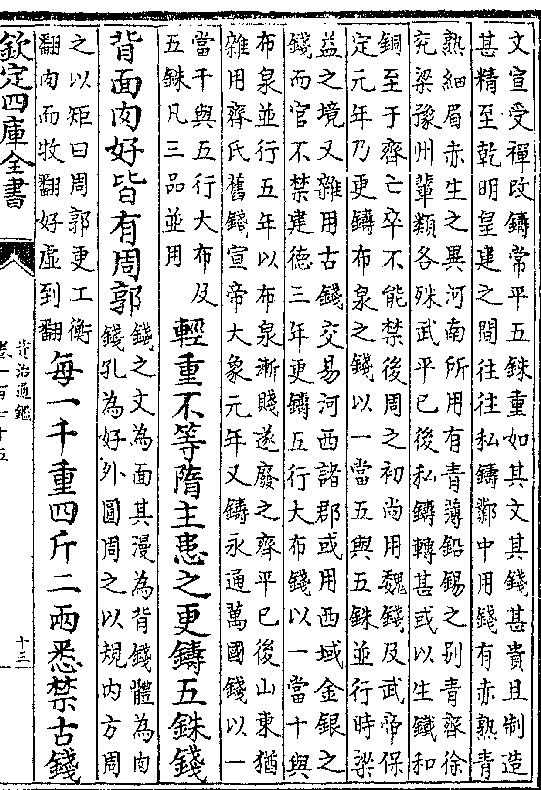 文宣受禪改鑄常平五銖重如其文其錢甚貴且制造
甚精至乾明皇建之間往往私鑄鄴中用錢有赤熟青
熟細眉赤生之異河南所用有青薄鉛錫之别青齊徐
兖梁豫州輩類各殊武平已後私鑄轉甚或以生鐵和
銅至于齊亡卒不能禁後周之初尚用魏錢及武帝保
定元年乃更鑄布泉之錢以一當五與五銖並行時梁
益之境又雜用古錢交易河西諸郡或用西域金銀之
錢而官不禁建德三年更鑄五行大布錢以一當十與
布泉並行五年以布泉漸賤遂廢之齊平已後山東猶
雜用齊氏舊錢宣帝大象元年又鑄永通萬國錢以一
當千與五行大布及
五銖凡三品並用
輕重不等隋主患之更鑄五銖錢
背面肉好皆有周郭
錢之文為面其漫為背錢體為肉
錢孔為好外圓周之以規内方周
之以矩曰周郭更工衡
翻肉而收翻好虛到翻
每一千重四斤二兩悉禁古錢
欽定四庫全書
資治通鑑
卷一百七十五
十三